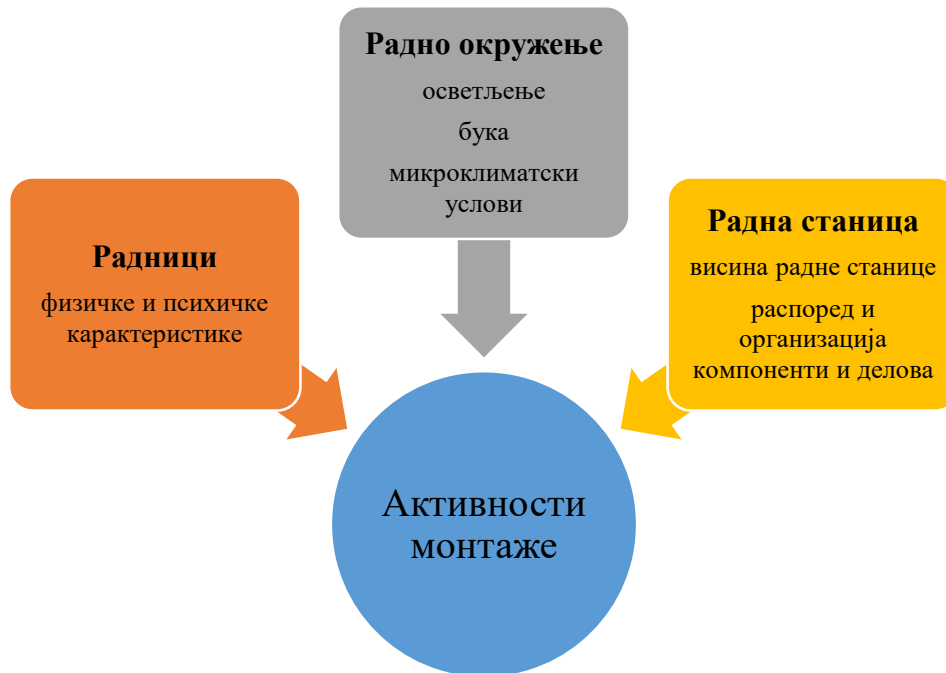 Радно окружење
осветљење
бука
микроклиматски
услови
Радници
физичке и психичке
карактеристике
Радна станица
висина радне станице
распоред и
организација
компоненти и делова
Активности
монтаже